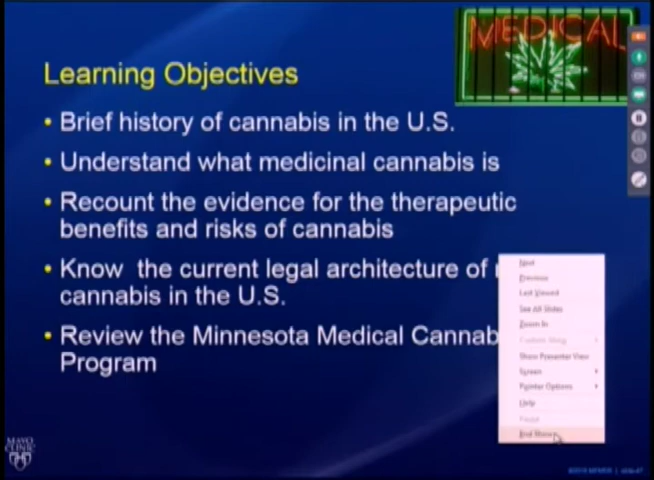 MEDICAL
Learning Objectives
• Brief history of cannabis in the U.S.
• Understand what medicinal cannabis is
• Recount the evidence for the therapeutic
benefits and risks of cannabis
• Know the current legal architecture of
cannabis in the U.S.
• Review the Minnesota Medical Cannab
Program
Next
Previous
Last Viewed
See All Slides
Zoom In
Show Presenter View
Screen
Pointer Options
Help
End Show
MAYO
CLINIC